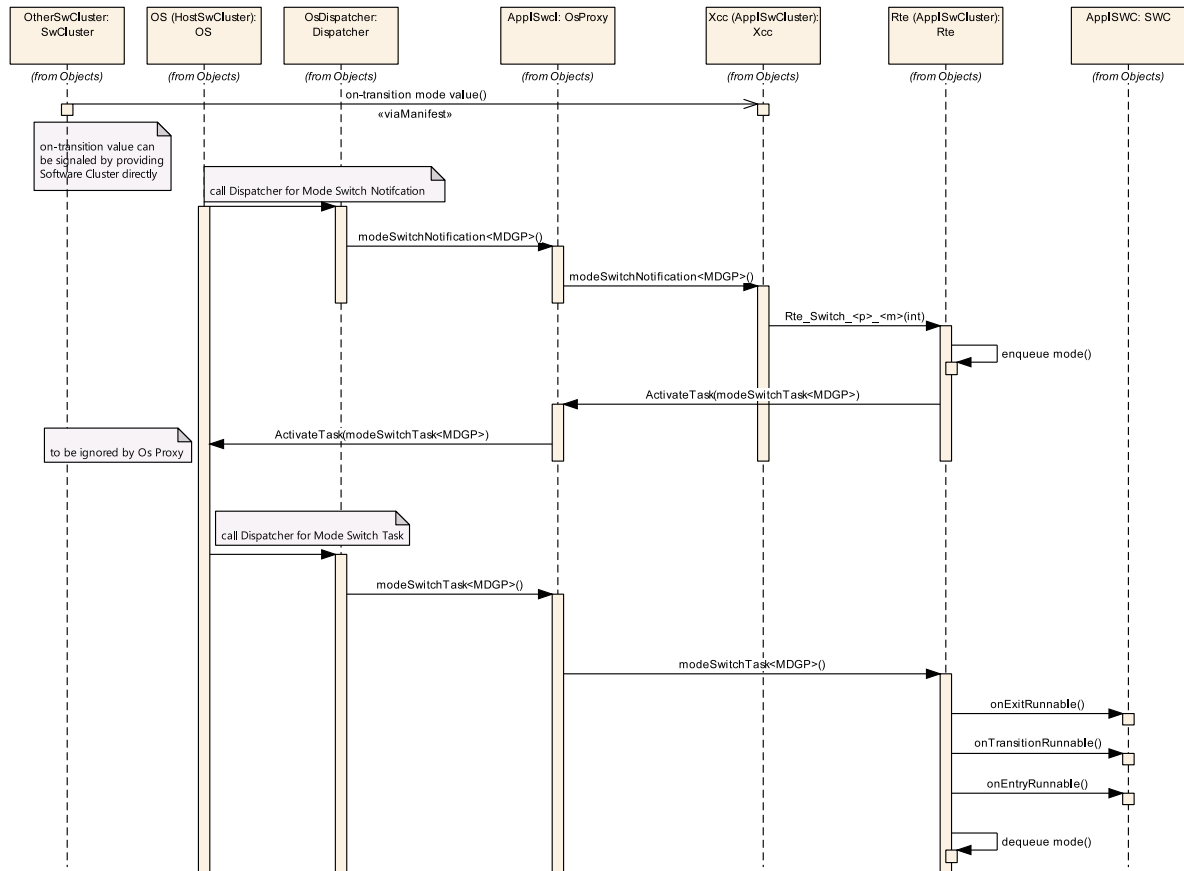 OtherSwCluster:
SwCluster
OS (HostSwCluster):
OS
OsDispatcher:
Dispatcher
ApplSwcl: OsProxy
Xcc (ApplSwCluster):
Xcc
Rte (ApplSwCluster):
Rte
ApplSWC: SWC
(from Objects)
(from Objects)
(from Objects)
(from Objects)
(from Objects)
(from Objects)
(from Objects)
on-transition mode value()
«viaManifest»
on-transition value can
be signaled by providing
Software Cluster directly
call Dispatcher for Mode Switch Notifcation
modeSwitchNotification<MDGP>()
modeSwitchNotification<MDGP>()
Rte_Switch_<p>_<m>(int)
enqueue mode()
ActivateTask(modeSwitchTask<MDGP>)
ActivateTask(modeSwitchTask<MDGP>)
to be ignored by Os Proxy
call Dispatcher for Mode Switch Task
modeSwitchTask<MDGP>()
modeSwitchTask<MDGP>()
onExitRunnable()
onTransitionRunnable()
onEntryRunnable()
dequeue mode()